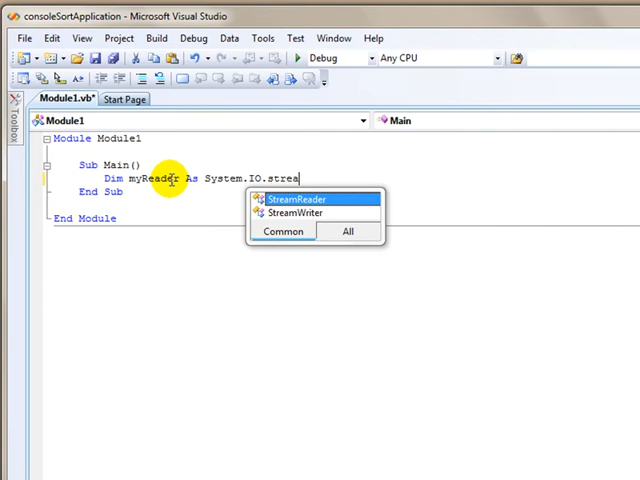 consoleSortApplication - Microsoft Visual Studio
File Edit View Project Build Debug Data Tools Test Window Help
Debug Any CPU
Module1.vb* Start Page
Toolbox
Module1 Main
Module Module1
Sub Main()
Dim myReader As System.IO.strea
End Sub
End Module
StreamReader
StreamWriter
Common All